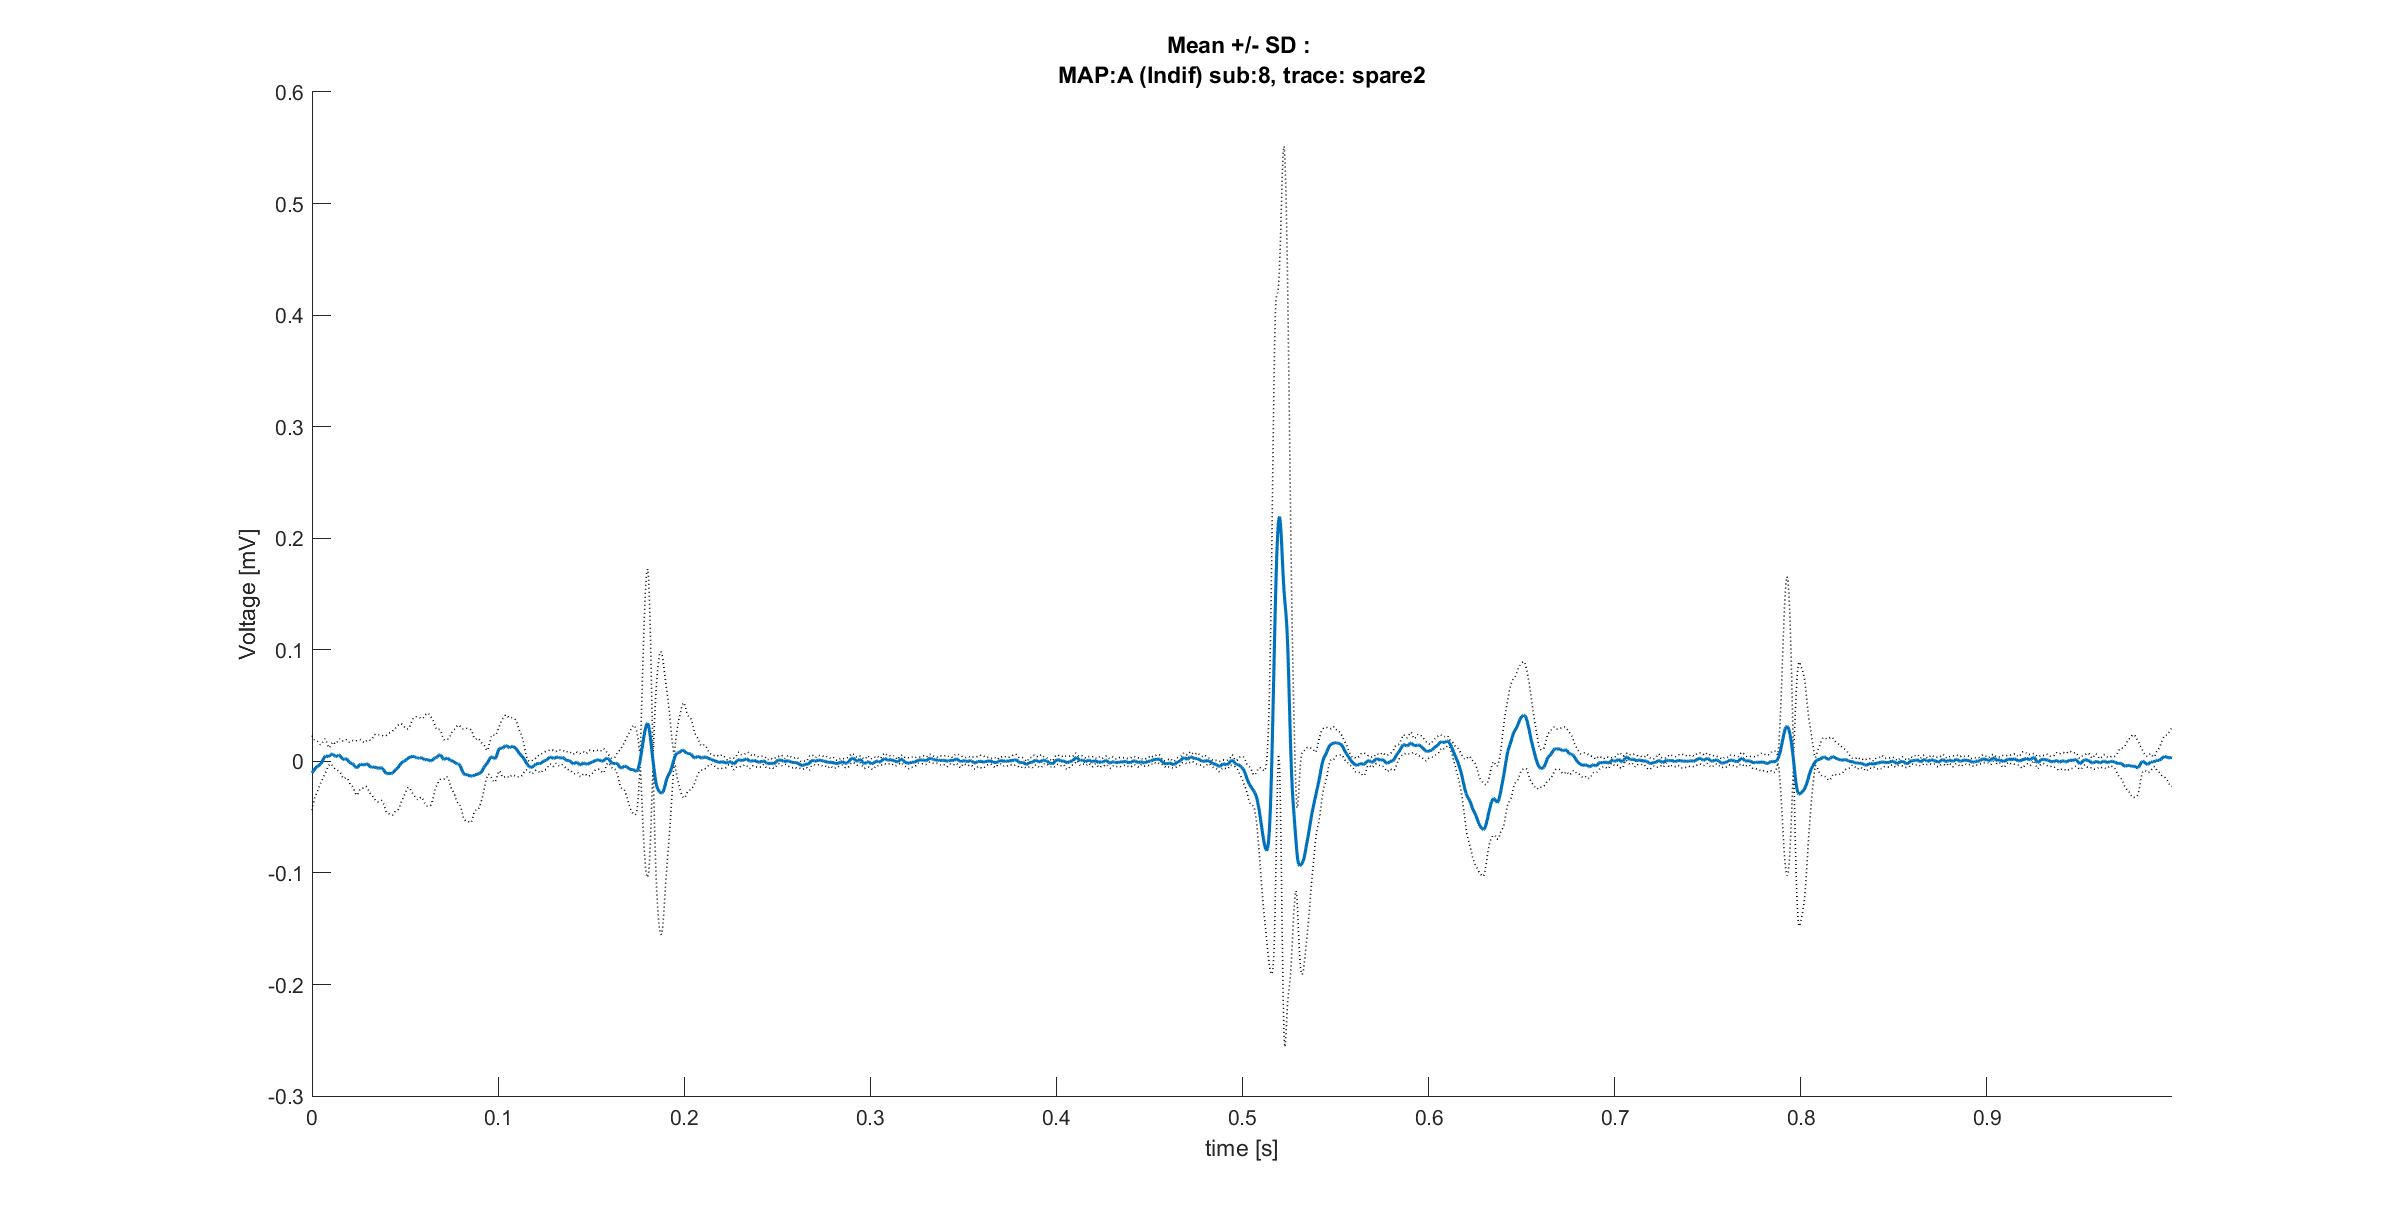 Mean +/- SD :
MAP:A (Indif) sub:8, trace: spare2
0.6
0.5
0.4
0.3
0.2
0.1
0
-0.1
-0.2
-0.3
Voltage [mV]
0 0.1 0.2 0.3 0.4 0.5 0.6 0.7 0.8 0.9
time [s]